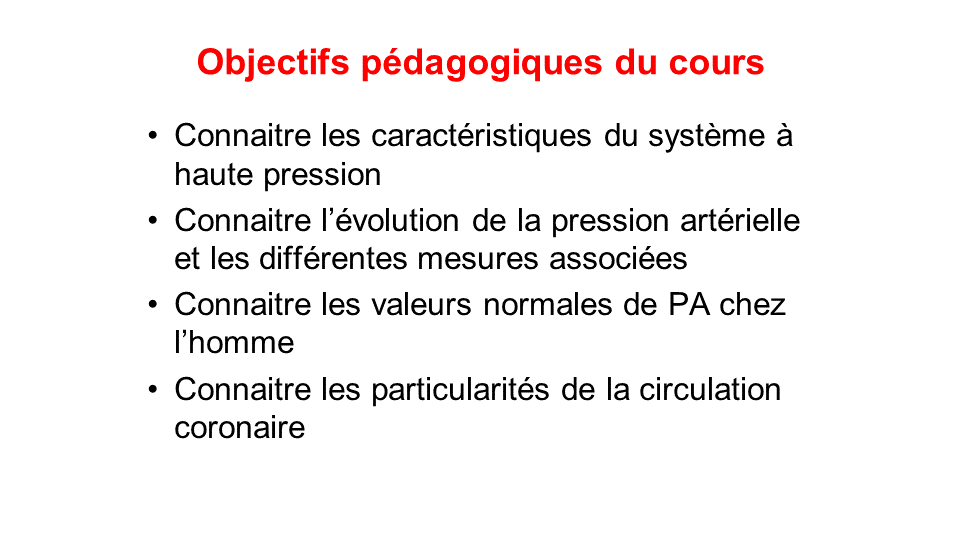 Objectifs pédagogiques du cours
• Connaitre les caractéristiques du système à
haute pression
• Connaitre l’évolution de la pression artérielle
et les différentes mesures associées
• Connaitre les valeurs normales de PA chez
l’homme
• Connaitre les particularités de la circulation
coronaire